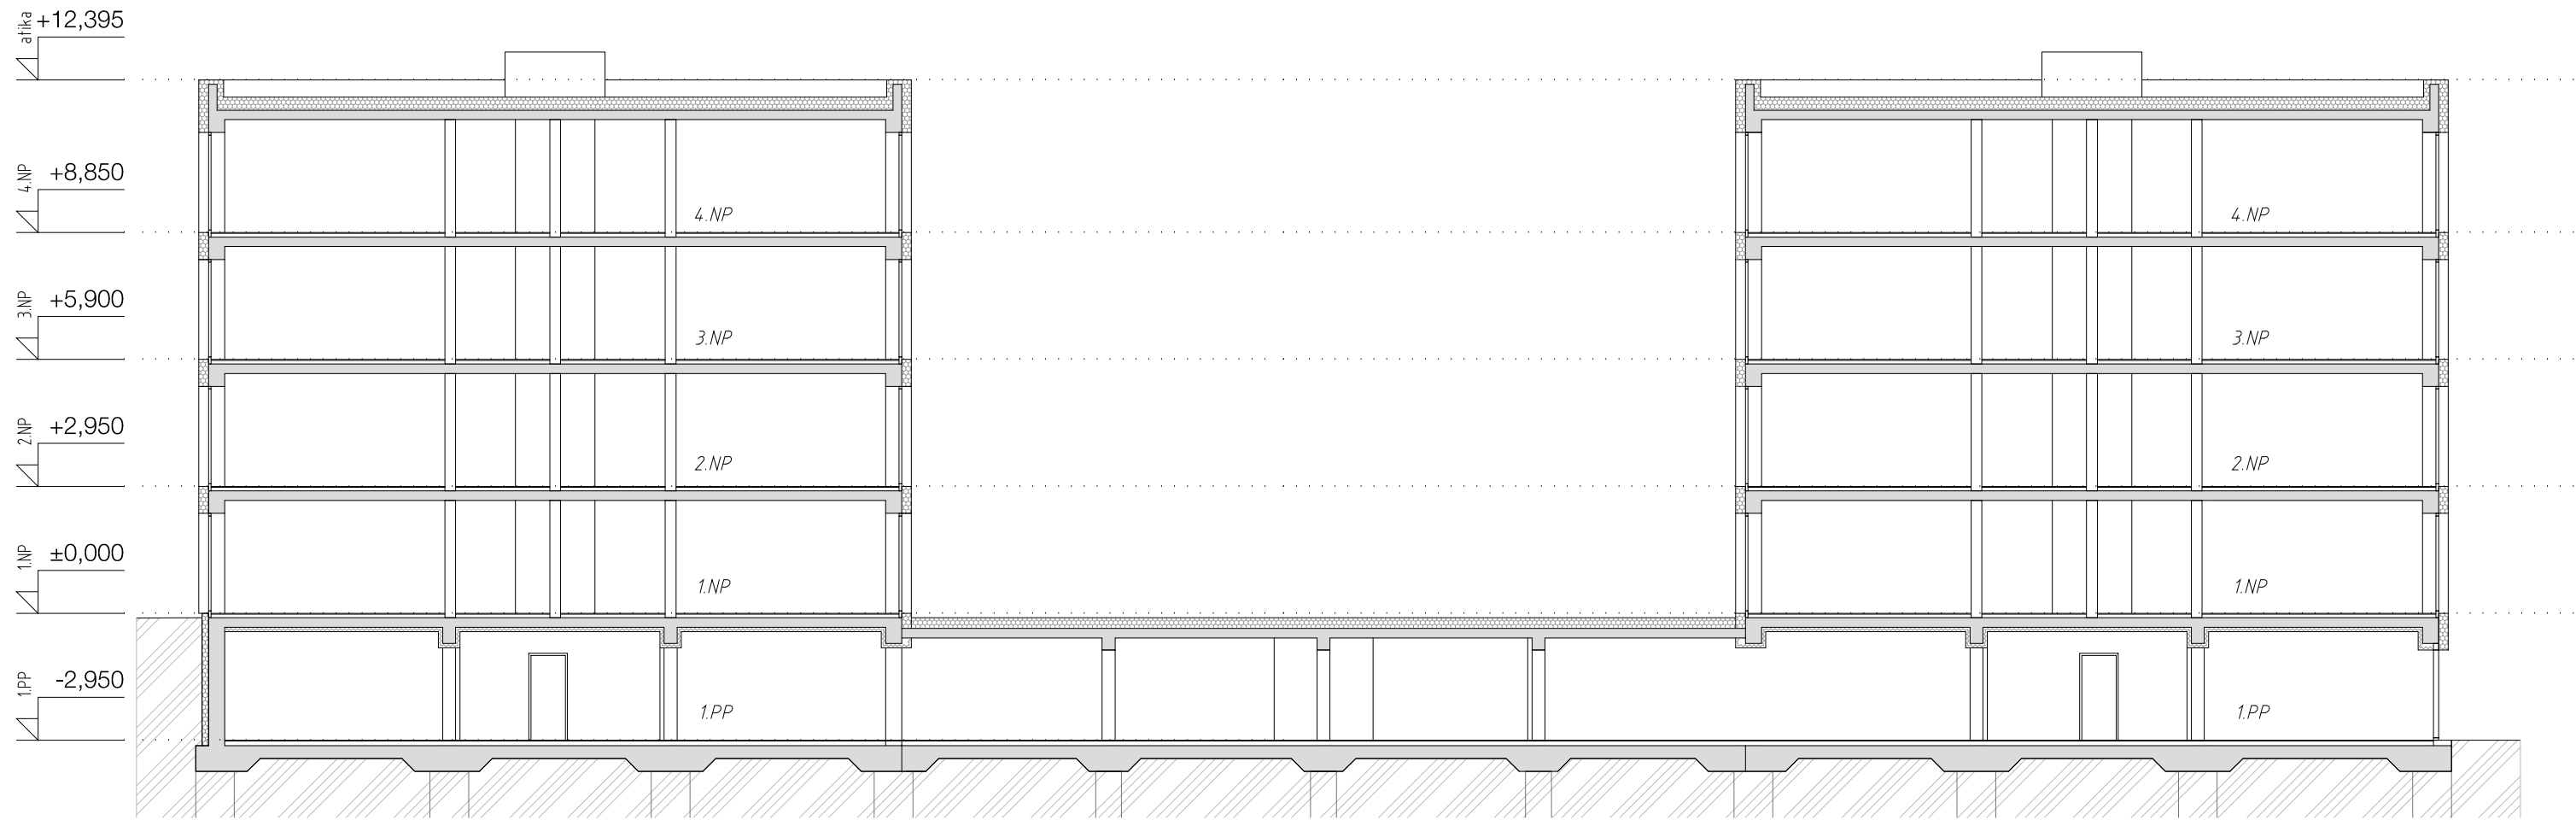 atika +12,395
4.NP +8,850
4.NP 4.NP
3.NP +5,900
3.NP 3.NP
2.NP +2,950
2.NP 2.NP
1.NP ±0,000
1.NP 1.NP
1.PP -2,950
1.PP 1.PP